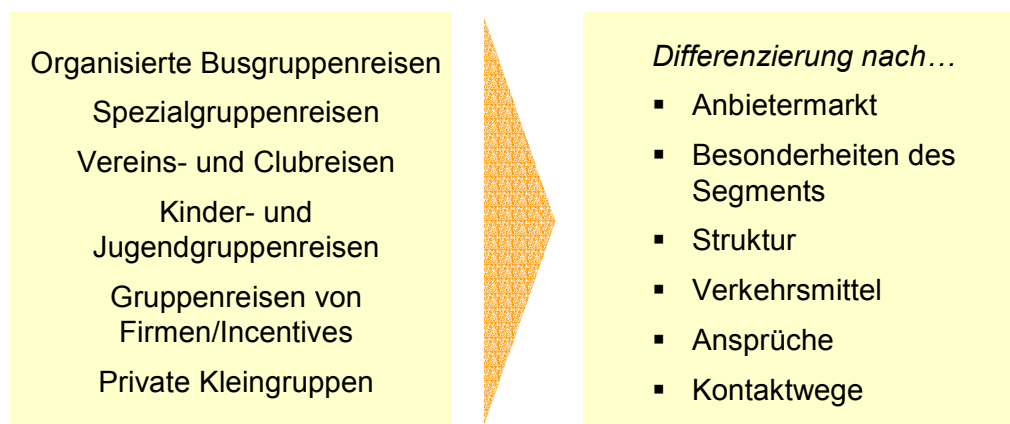 Organisierte Busgruppenreisen
Spezialgruppenreisen
Vereins- und Clubreisen
Kinder- und
Jugendgruppenreisen
Gruppenreisen von
Firmen/Incentives
Private Kleingruppen
Differenzierung nach…
▪ Anbietermarkt
▪ Besonderheiten des
Segments
▪ Struktur
▪ Verkehrsmittel
▪ Ansprüche
▪ Kontaktwege